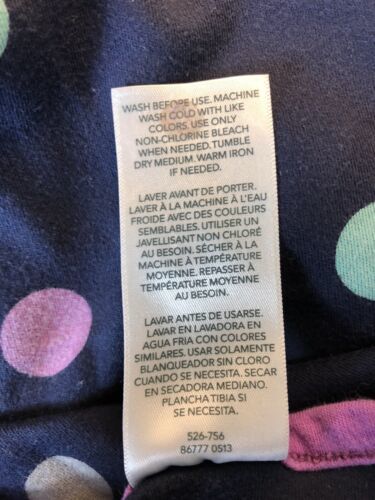 WASH BEFORE USE. MACHINE
WASH COLD WITH LIKE
COLORS. USE ONLY
NON-CHLORINE BLEACH
WHEN NEEDED. TUMBLE
DRY MEDIUM. WARM IRON
IF NEEDED.
LAVER AVANT DE PORTER.
LAVER À LA MACHINE À L'EAU
FROIDE AVEC DES COULEURS
SEMBLABLES. UTILISER UN
JAVELLISANT NON CHLORÉ
AU BESOIN. SÉCHER À LA
MACHINE À TEMPÉRATURE
MOYENNE. REPASSER À
TEMPÉRATURE MOYENNE
AU BESOIN.
LAVAR ANTES DE USARSE.
LAVAR EN LAVADORA EN
AGUA FRIA CON COLORES
SIMILARES. USAR SOLAMENTE
BLANQUEADOR SIN CLORO
CUANDO SE NECESITA. SECAR
EN SECADORA MEDIANO.
PLANCHA TIBIA SI
SE NECESITA.
526-756
86777 0513